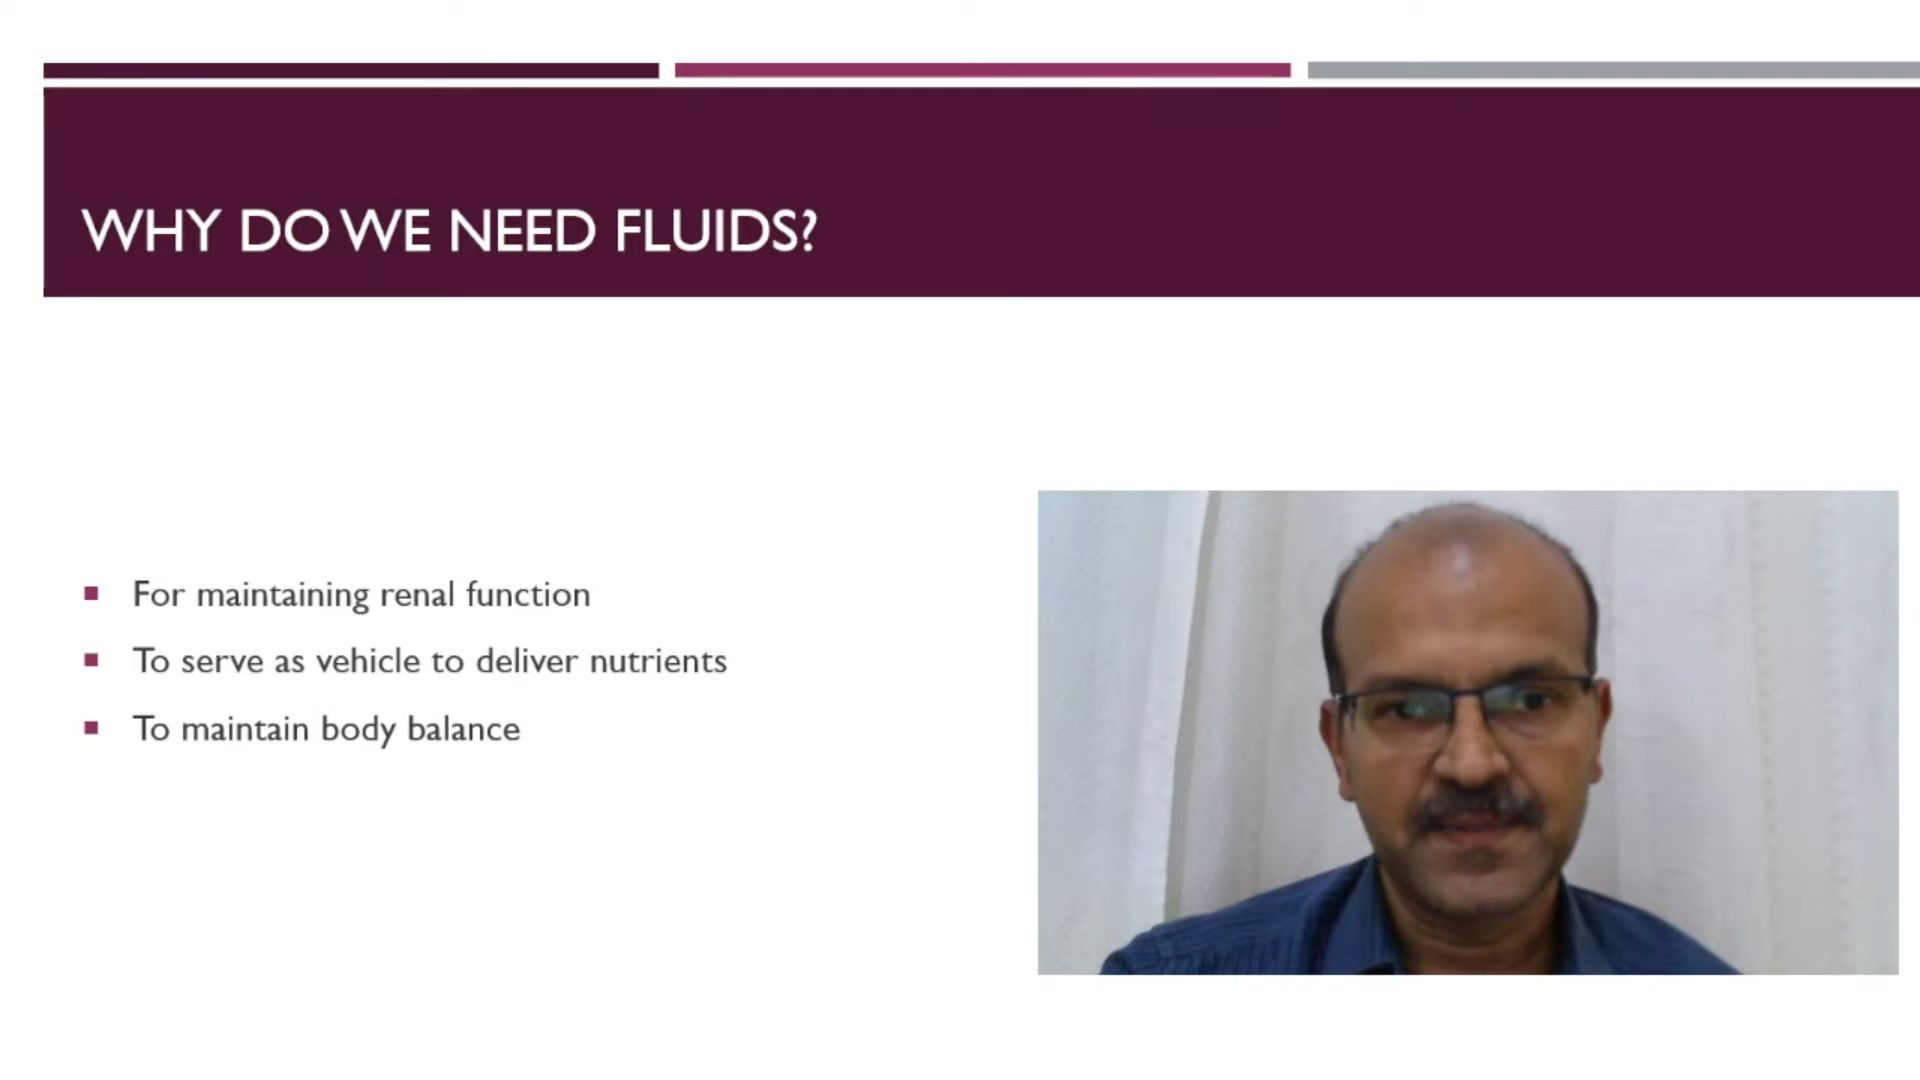 WHY DO WE NEED FLUIDS?
For maintaining renal function
To serve as vehicle to deliver nutrients
To maintain body balance